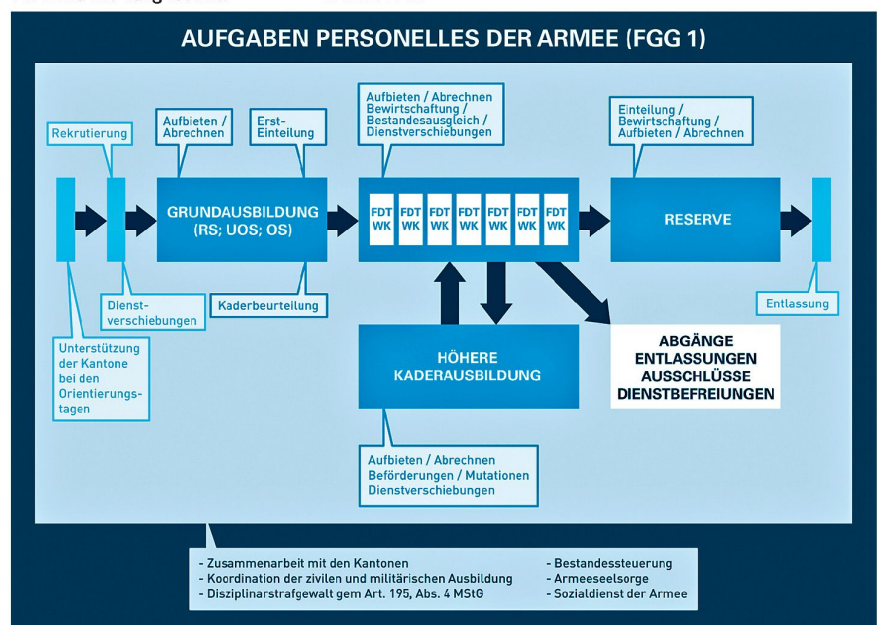 AUFGABEN PERSONELLES DER ARMEE (FGG 1)
Rekrutierung
Aufbieten /
Abrechnen
Erst-
Einteilung
Aufbieten / Abrechnen
Bewirtschaftung /
Bestandesausgleich /
Dienstverschiebungen
Einteilung /
Bewirtschaftung /
Aufbieten / Abrechnen
GRUNDAUSBILDUNG
(RS; UOS; OS)
FDT FDT FDT FDT FDT FDT FDT
WK WK WK WK WK WK WK
RESERVE
Dienst-
verschiebungen
Kaderbeurteilung
Entlassung
Unterstützung
der Kantone
bei den
Orientierungs-
tagen
HÖHERE
KADERAUSBILDUNG
ABGÄNGE
ENTLASSUNGEN
AUSSCHLÜSSE
DIENSTBEFREIUNGEN
Aufbieten / Abrechnen
Beförderungen / Mutationen
Dienstverschiebungen
- Zusammenarbeit mit den Kantonen
- Koordination der zivilen und militärischen Ausbildung
- Disziplinarstrafgewalt gem Art. 195, Abs. 4 MStG
- Bestandessteuerung
- Armeeseelsorge
- Sozialdienst der Armee